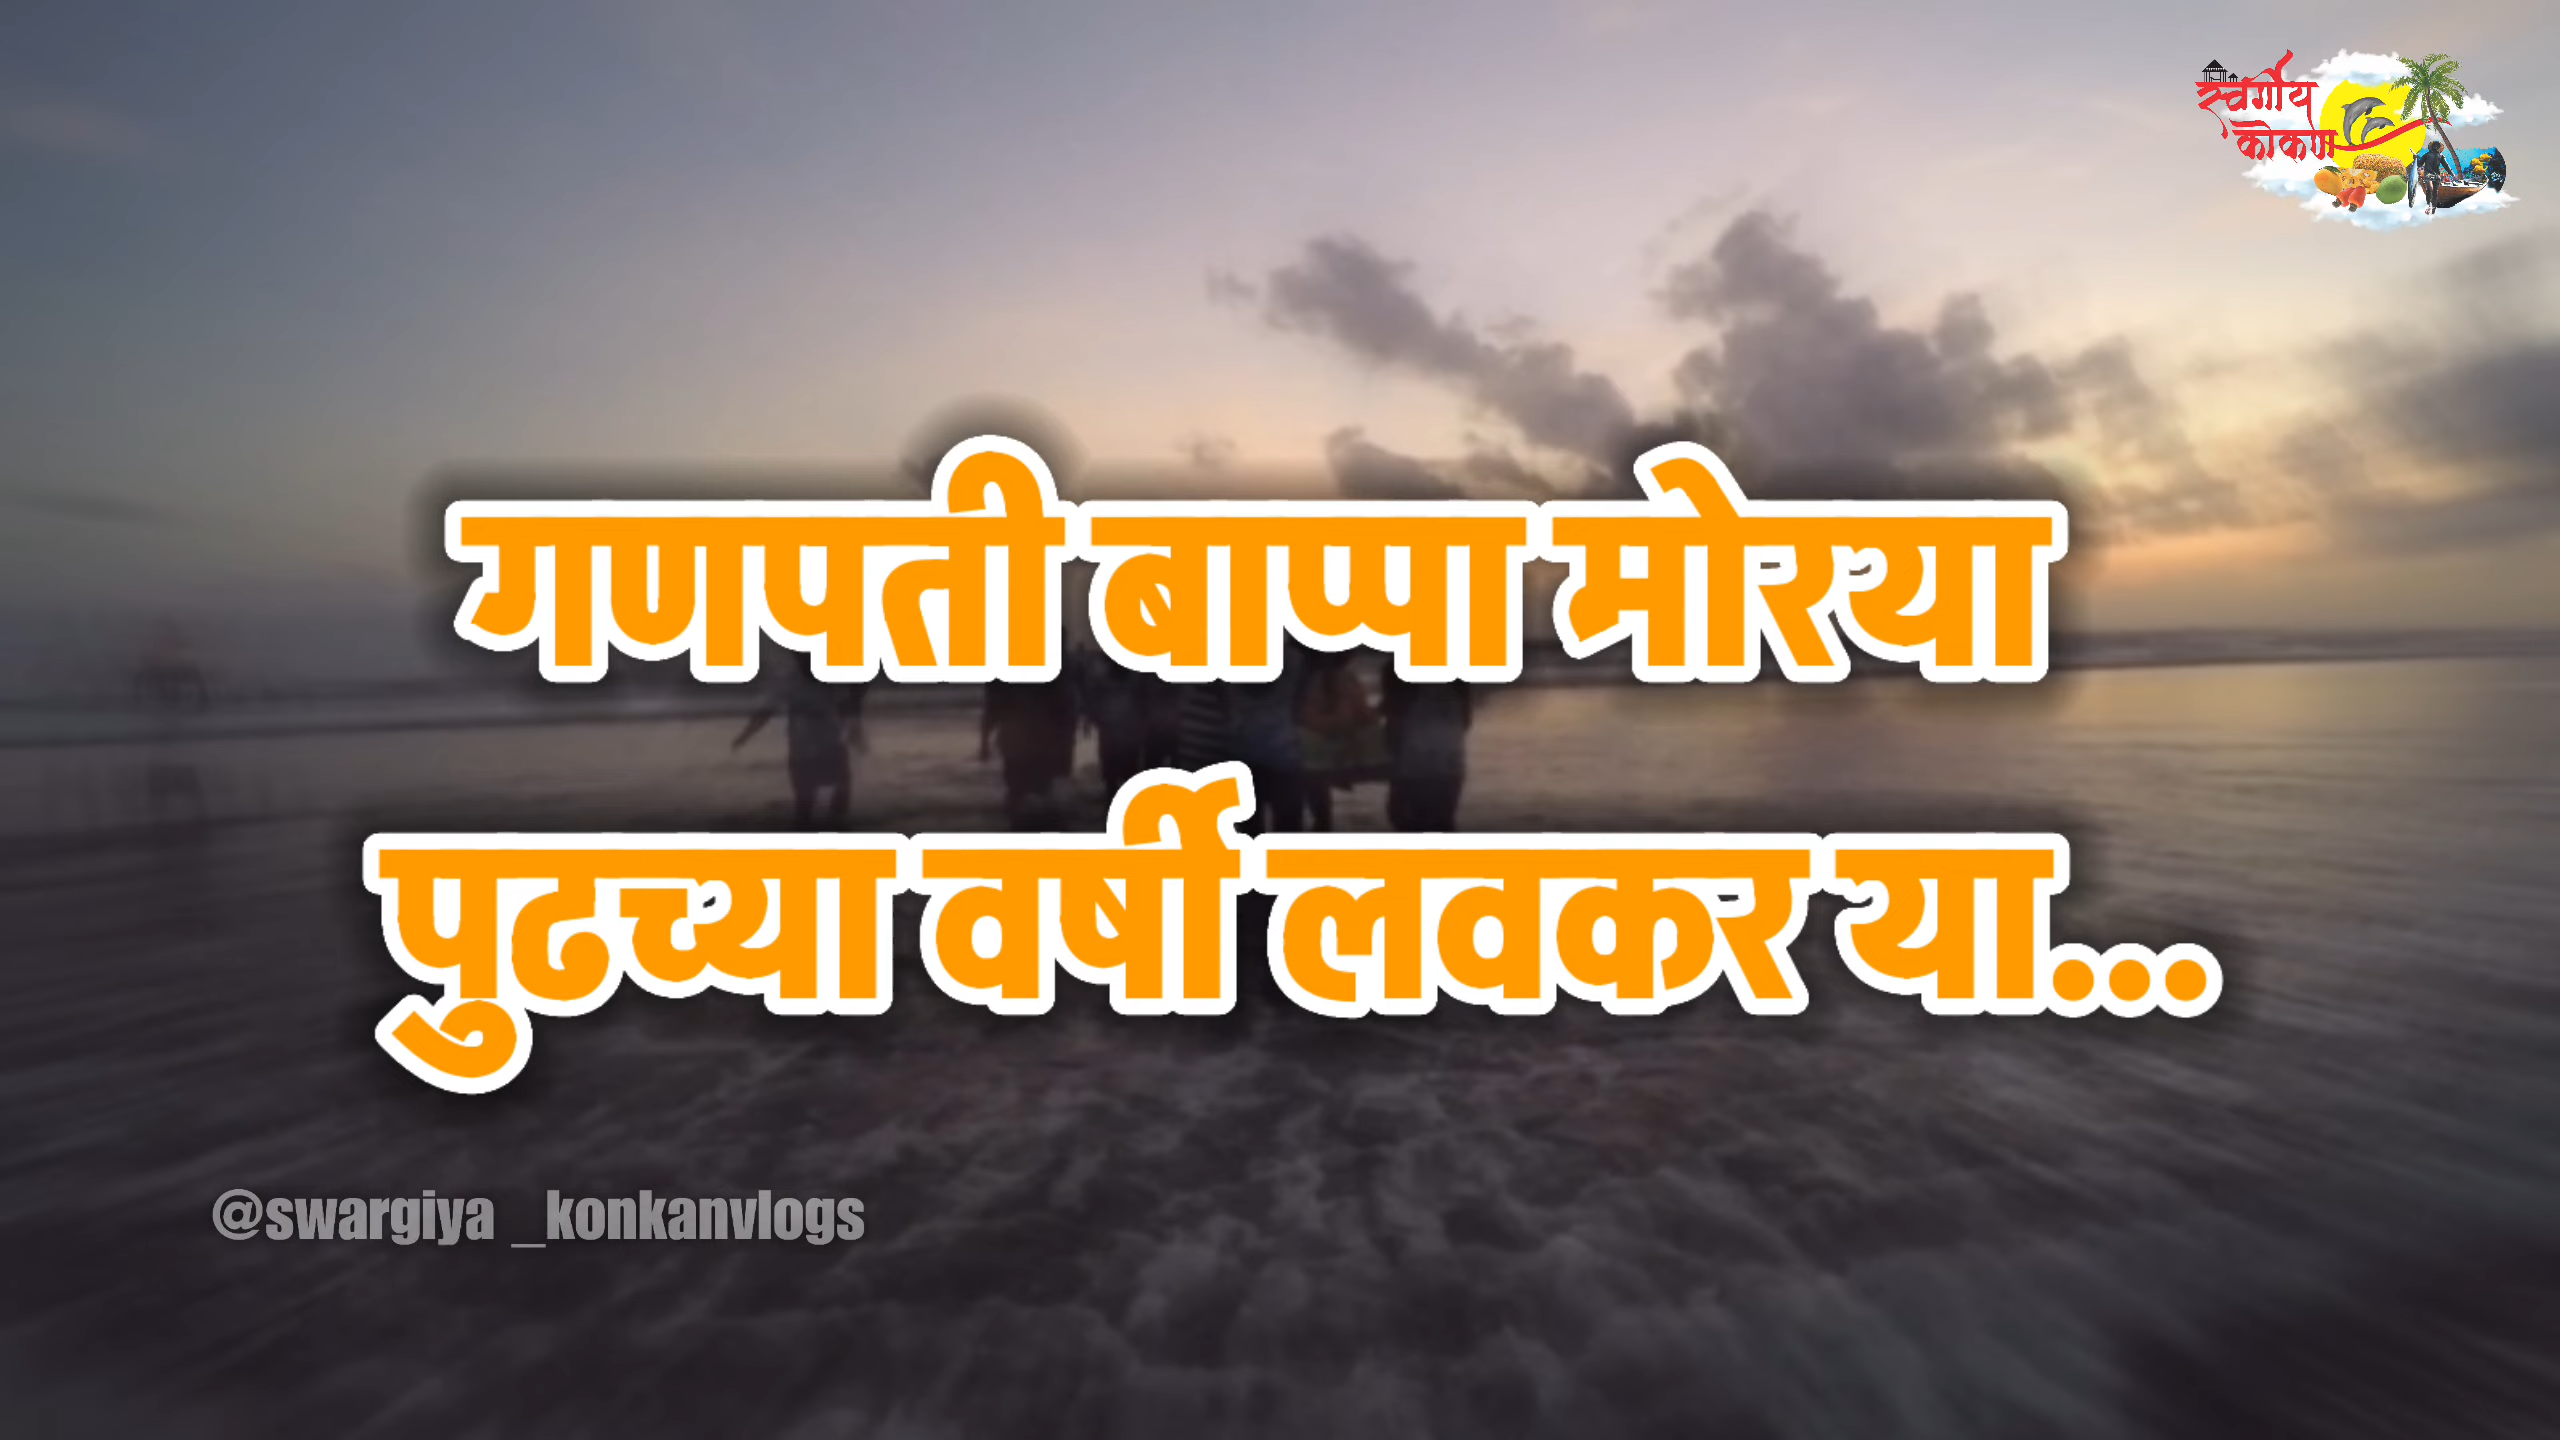 स्वर्गीय
कोकण
गणपती बाप्पा मोरया
पुढच्या वर्षी लवकर या...
@swargiya _konkanvlogs